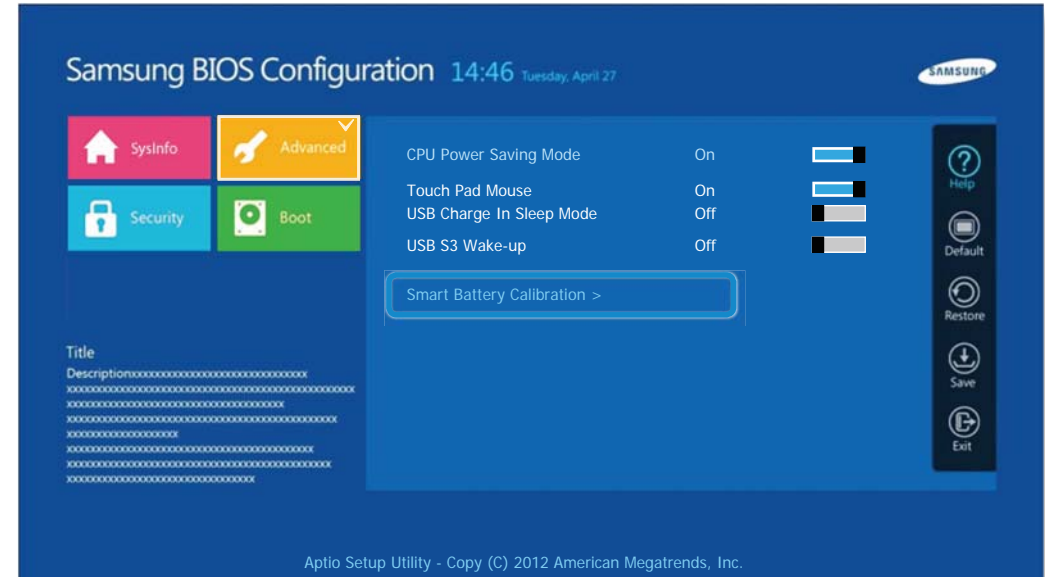 Samsung BIOS Configuration 14:46 Tuesday, April 27
SAMSUNG
SysInfo
Advanced
Security
Boot
CPU Power Saving Mode On
Touch Pad Mouse On
USB Charge In Sleep Mode Off
USB S3 Wake-up Off
Smart Battery Calibration >
Help
Default
Restore
Save
Exit
Title
Descriptionxxxxxxxxxxxxxxxxxxxxxxxxxxxxxxx
Aptio Setup Utility - Copy (C) 2012 American Megatrends, Inc.